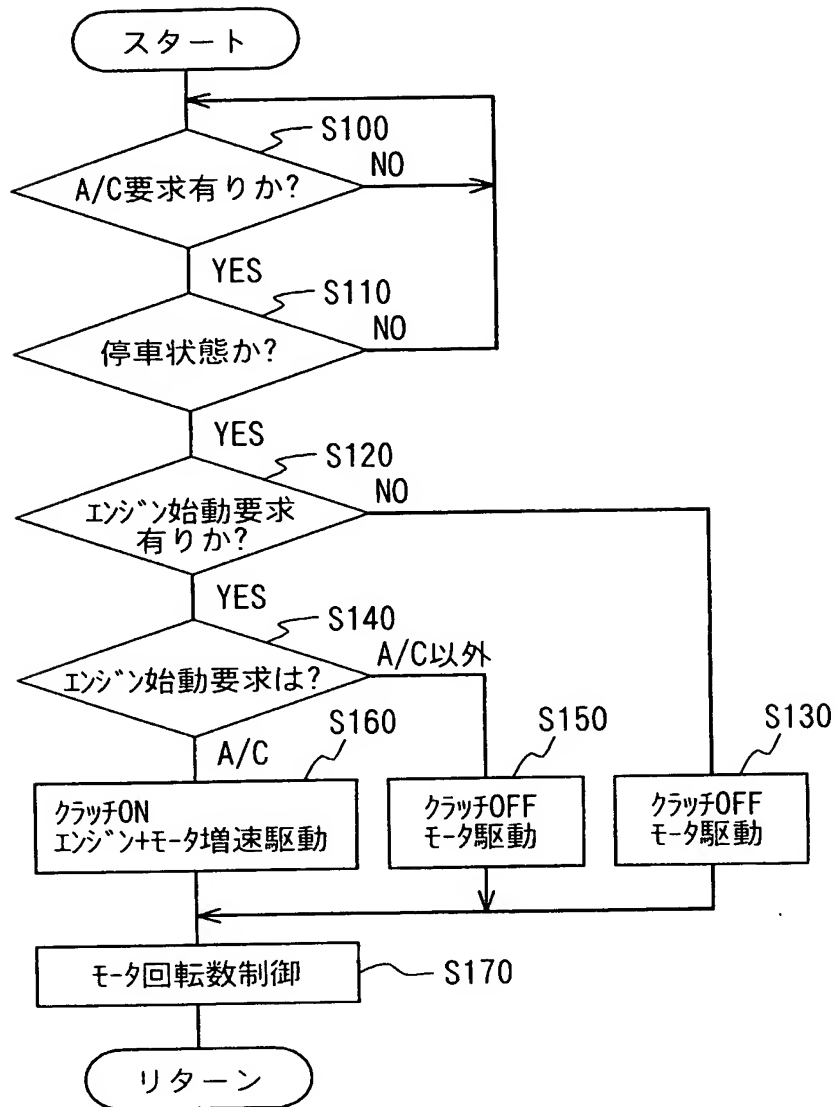 スタート
S100
A/C要求有りか?
NO
YES
S110
停車状態か?
NO
YES
S120
ｴﾝｼﾞﾝ始動要求
有りか?
NO
YES
S140
ｴﾝｼﾞﾝ始動要求は?
A/C以外
A/C
S160
S150
S130
ｸﾗｯﾁON
ｴﾝｼﾞﾝ+ﾓｰﾀ増速駆動
ｸﾗｯﾁOFF
ﾓｰﾀ駆動
ｸﾗｯﾁOFF
ﾓｰﾀ駆動
ﾓｰﾀ回転数制御
S170
リターン